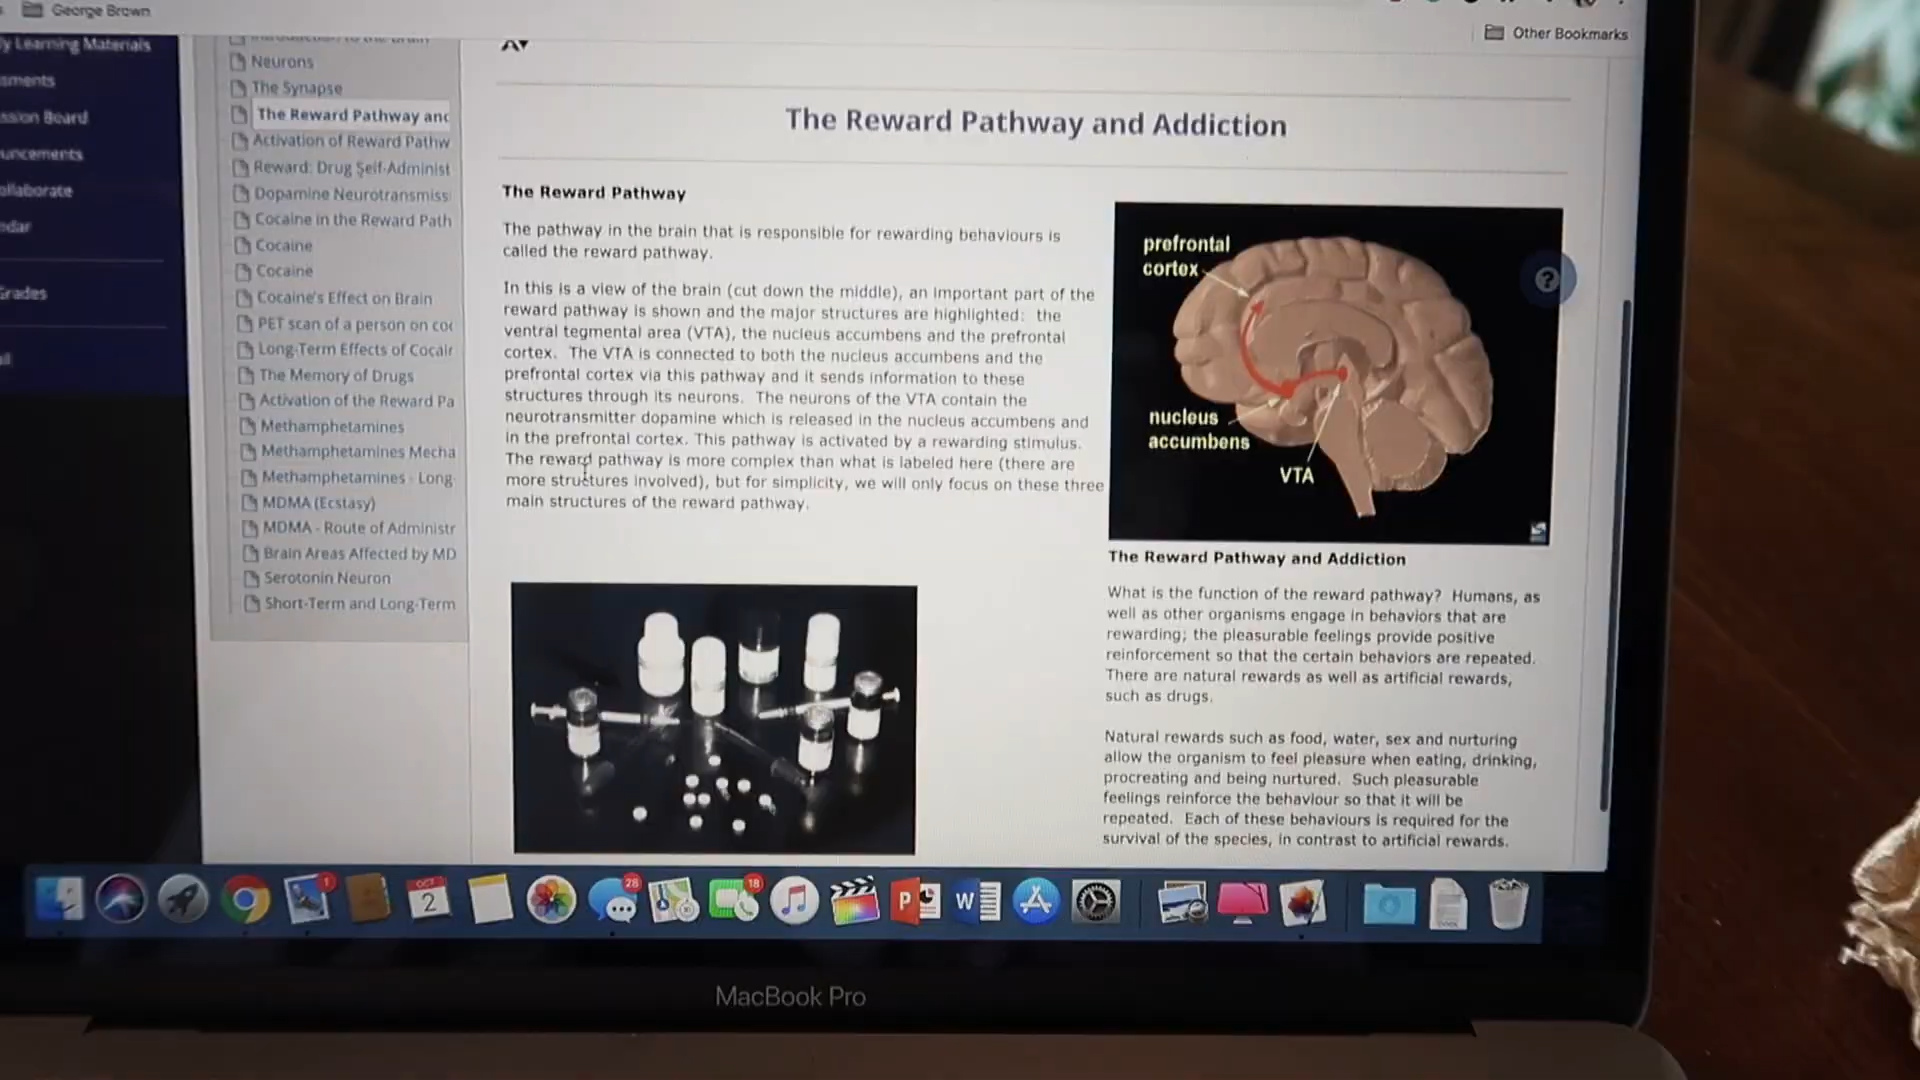 George Brown
Other Bookmarks
Learning Materials
Neurons
The Synapse
The Reward Pathway and
Activation of Reward Pathw
Reward: Drug Self-Administ
Dopamine Neurotransmiss
Cocaine in the Reward Path
Cocaine
Cocaine
Cocaine's Effect on Brain
PET scan of a person on coc
Long-Term Effects of Cocair
The Memory of Drugs
Activation of the Reward Pa
Methamphetamines
Methamphetamines Mecha
Methamphetamines - Long-
MDMA (Ecstasy)
MDMA - Route of Administr
Brain Areas Affected by MD
Serotonin Neuron
Short-Term and Long-Term
sments
ssion Board
uncements
ollaborate
ndar
Grades
The Reward Pathway and Addiction
The Reward Pathway
The pathway in the brain that is responsible for rewarding behaviours is
called the reward pathway.
In this is a view of the brain (cut down the middle), an important part of the
reward pathway is shown and the major structures are highlighted: the
ventral tegmental area (VTA), the nucleus accumbens and the prefrontal
cortex. The VTA is connected to both the nucleus accumbens and the
prefrontal cortex via this pathway and it sends information to these
structures through its neurons. The neurons of the VTA contain the
neurotransmitter dopamine which is released in the nucleus accumbens and
in the prefrontal cortex. This pathway is activated by a rewarding stimulus.
The reward pathway is more complex than what is labeled here (there are
more structures involved), but for simplicity, we will only focus on these three
main structures of the reward pathway.
prefrontal
cortex
nucleus
accumbens
VTA
?
The Reward Pathway and Addiction
What is the function of the reward pathway? Humans, as
well as other organisms engage in behaviors that are
rewarding; the pleasurable feelings provide positive
reinforcement so that the certain behaviors are repeated.
There are natural rewards as well as artificial rewards,
such as drugs.
Natural rewards such as food, water, sex and nurturing
allow the organism to feel pleasure when eating, drinking,
procreating and being nurtured. Such pleasurable
feelings reinforce the behaviour so that it will be
repeated. Each of these behaviours is required for the
survival of the species, in contrast to artificial rewards.
1
OCT
2
28
18
P
W
MacBook Pro